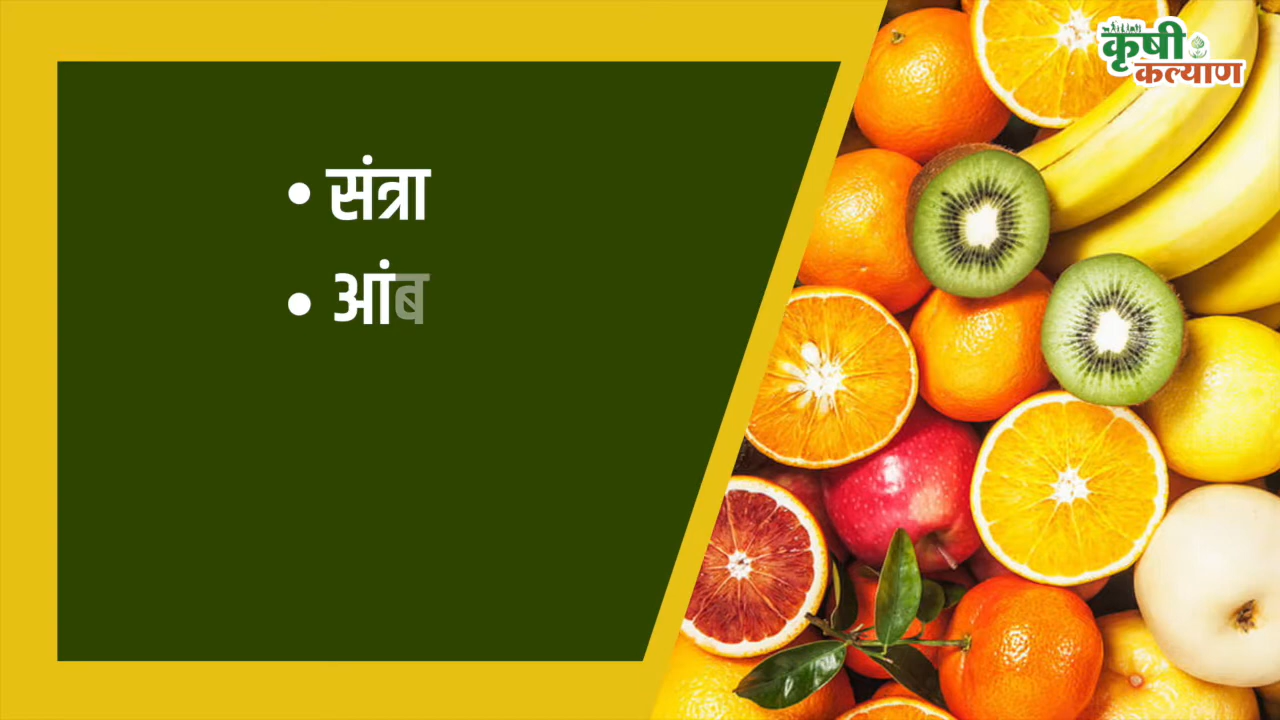 • संत्रा
• आंब
कृषी
कल्याण